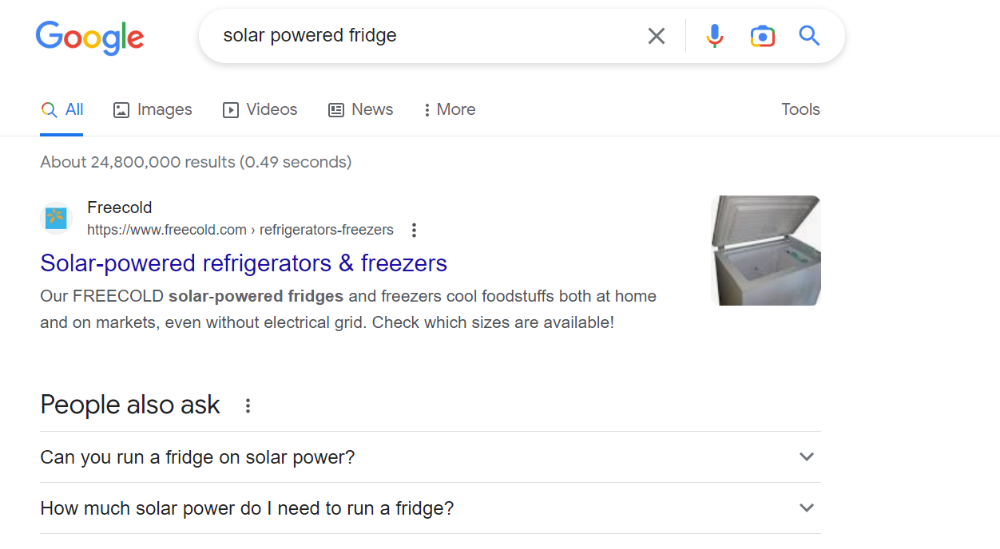 Google
solar powered fridge
All Images Videos News More Tools
About 24,800,000 results (0.49 seconds)
Freecold
https://www.freecold.com › refrigerators-freezers
Solar-powered refrigerators & freezers
Our FREECOLD solar-powered fridges and freezers cool foodstuffs both at home
and on markets, even without electrical grid. Check which sizes are available!
People also ask
Can you run a fridge on solar power?
How much solar power do I need to run a fridge?